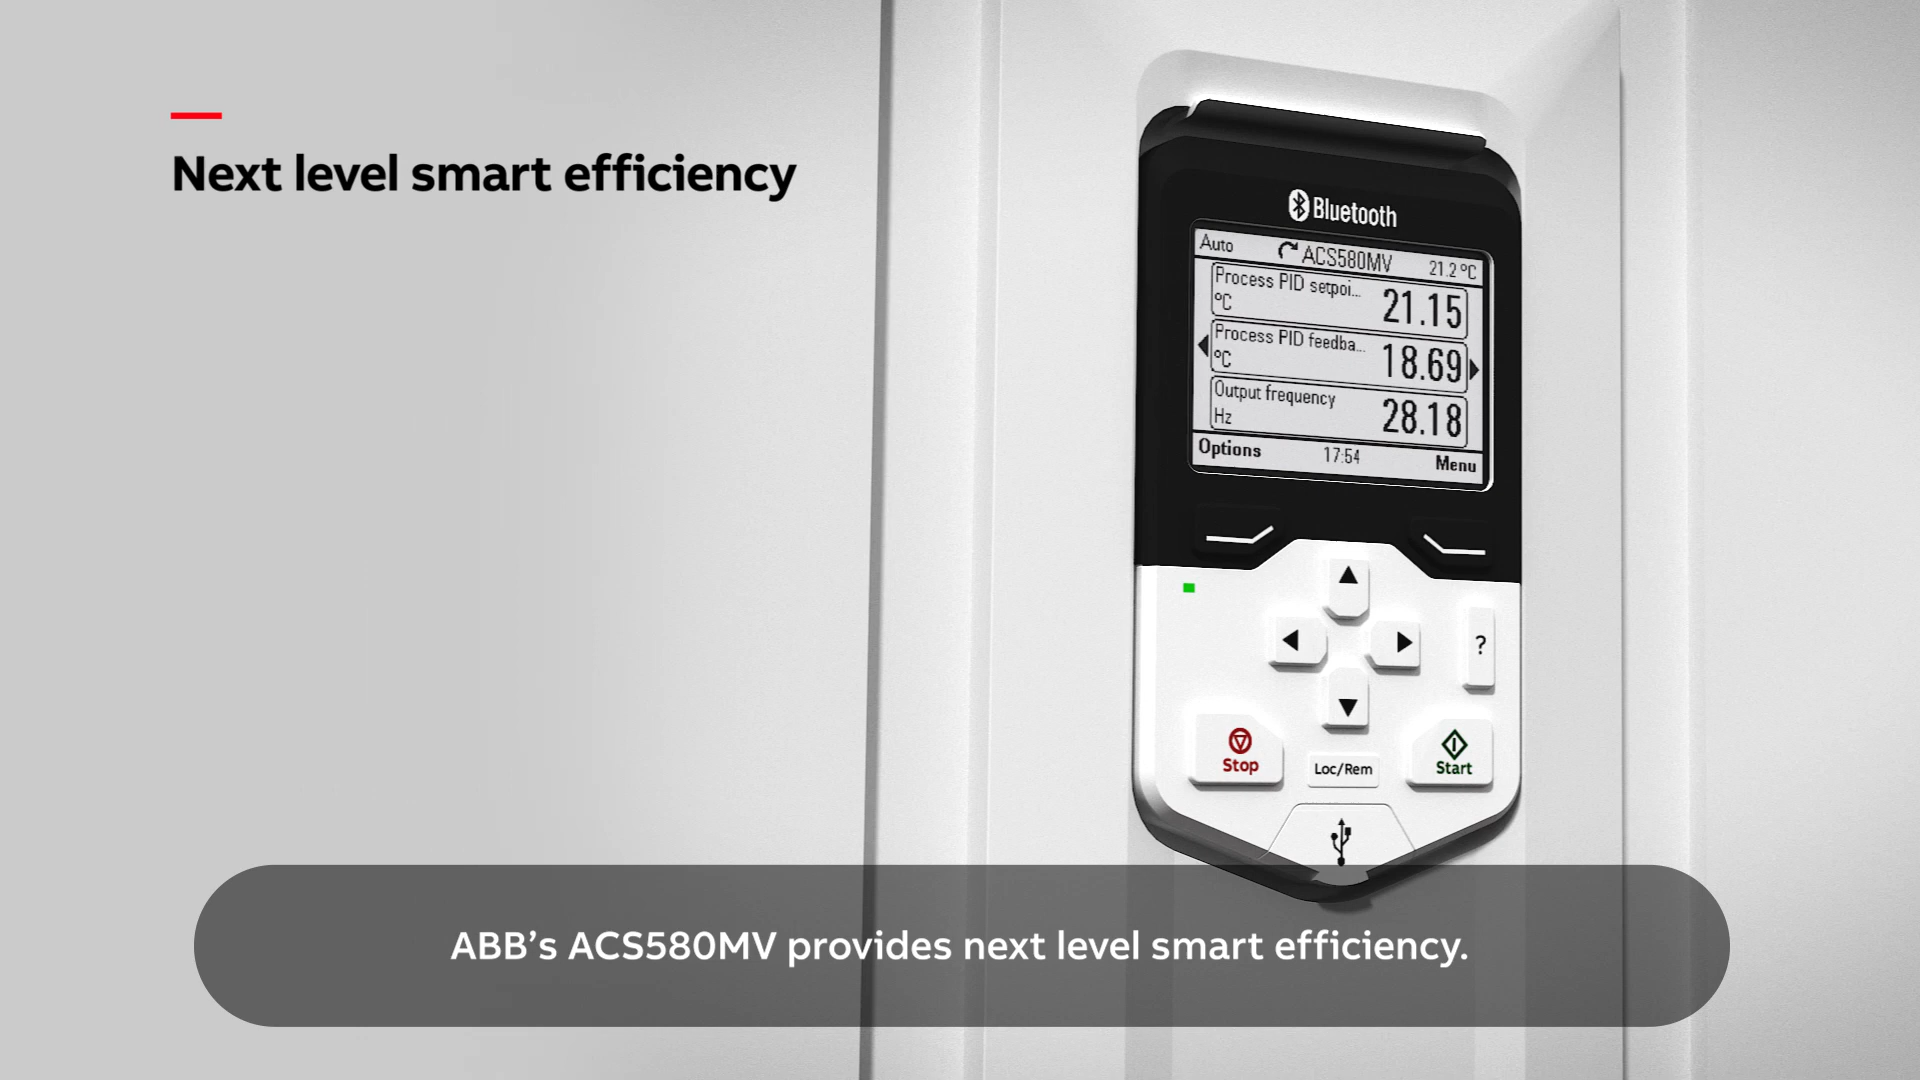 Next level smart efficiency
Bluetooth
Auto ACS580MV 21.2 °C
Process PID setpoi...
°C 21.15
Process PID feedba...
°C 18.69
Output frequency
Hz 28.18
Options 17:54 Menu
?
Stop Loc/Rem Start
ABB’s ACS580MV provides next level smart efficiency.